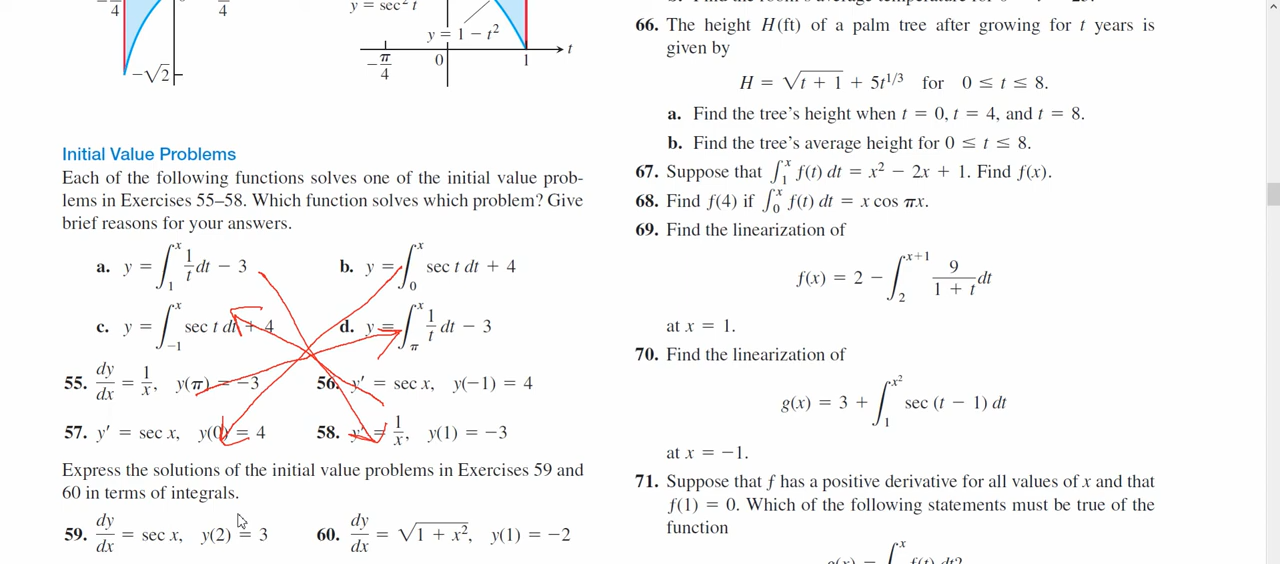 π/4
4
y = sec² t
y = 1 − t²
t
−π/4
0
1
−√2
Initial Value Problems
Each of the following functions solves one of the initial value prob-
lems in Exercises 55–58. Which function solves which problem? Give
brief reasons for your answers.
a. y = ∫₁ˣ 1/t dt − 3
b. y = ∫₀ˣ sec t dt + 4
c. y = ∫₋₁ˣ sec t dt + 4
d. y = ∫_π^x 1/t dt − 3
55. dy/dx = 1/x, y(π) = −3
56. y′ = sec x, y(−1) = 4
57. y′ = sec x, y(0) = 4
58. y′ = 1/x, y(1) = −3
Express the solutions of the initial value problems in Exercises 59 and
60 in terms of integrals.
59. dy/dx = sec x, y(2) = 3
60. dy/dx = √(1 + x²), y(1) = −2
66. The height H(ft) of a palm tree after growing for t years is
given by
H = √(t + 1) + 5t^(1/3) for 0 ≤ t ≤ 8.
a. Find the tree's height when t = 0, t = 4, and t = 8.
b. Find the tree's average height for 0 ≤ t ≤ 8.
67. Suppose that ∫₁ˣ f(t) dt = x² − 2x + 1. Find f(x).
68. Find f(4) if ∫₀ˣ f(t) dt = x cos πx.
69. Find the linearization of
f(x) = 2 − ∫₂^(x+1) 9/(1 + t) dt
at x = 1.
70. Find the linearization of
g(x) = 3 + ∫₁^(x²) sec (t − 1) dt
at x = −1.
71. Suppose that f has a positive derivative for all values of x and that
f(1) = 0. Which of the following statements must be true of the
function